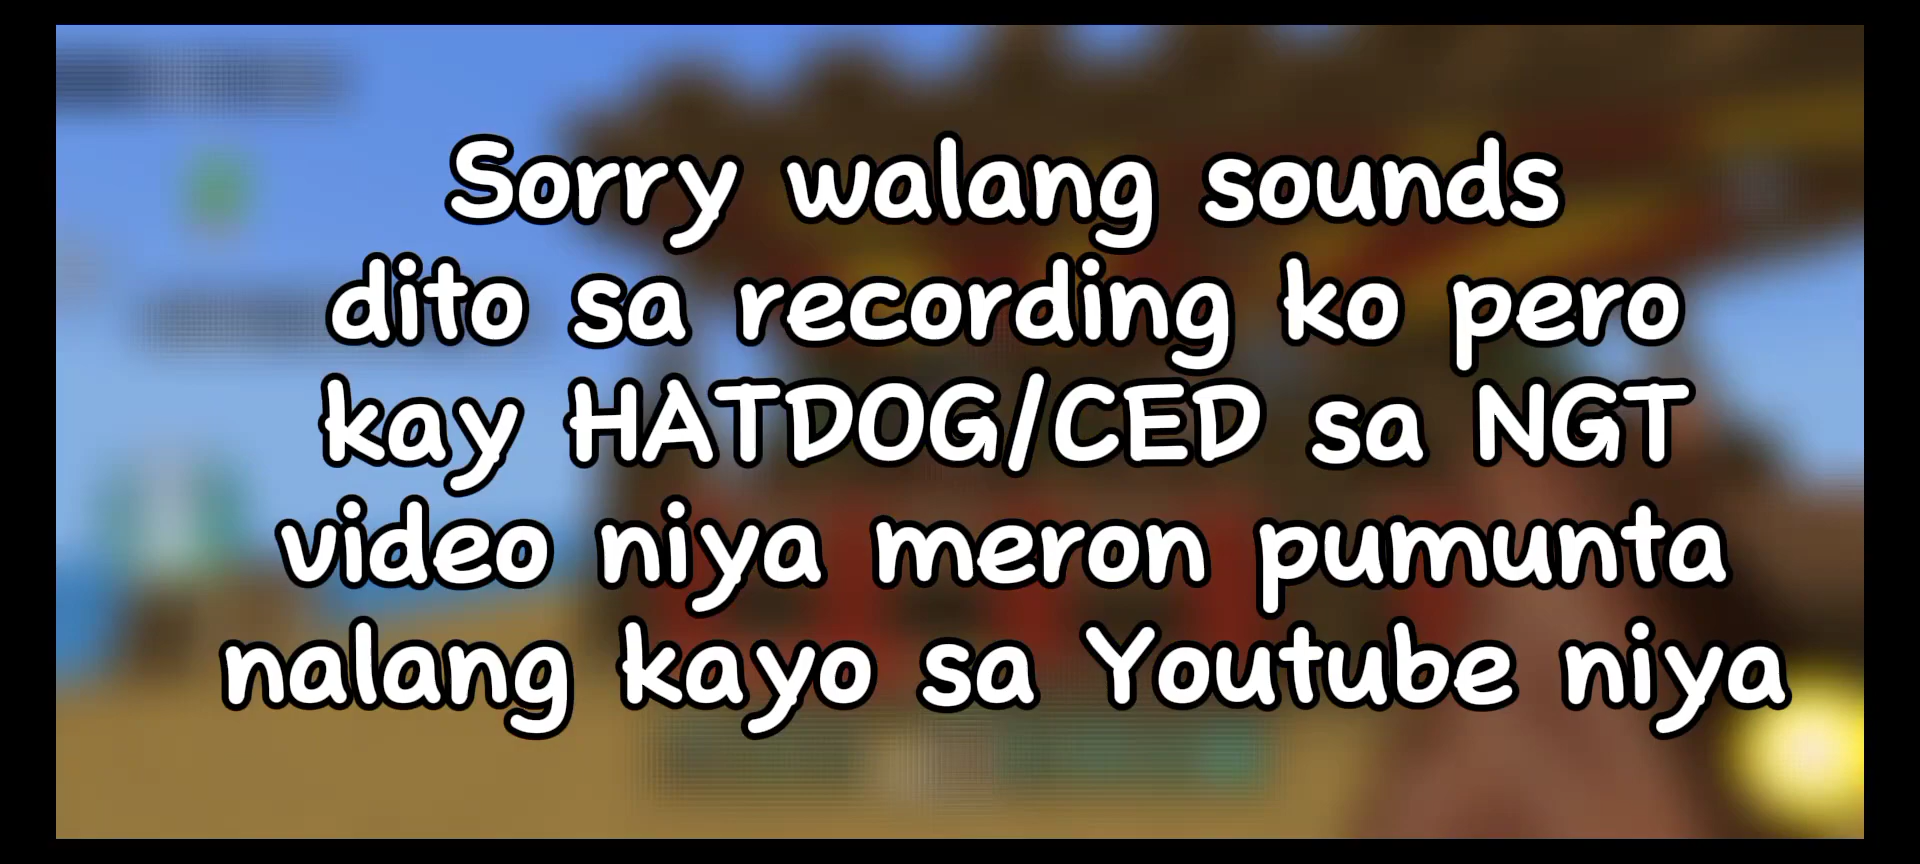 Sorry walang sounds
dito sa recording ko pero
kay HATDOG/CED sa NGT
video niya meron pumunta
nalang kayo sa Youtube niya